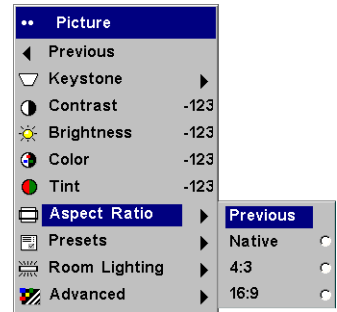 Picture
Previous
Keystone
Contrast -123
Brightness -123
Color -123
Tint -123
Aspect Ratio
Presets
Room Lighting
Advanced
Previous
Native
4:3
16:9